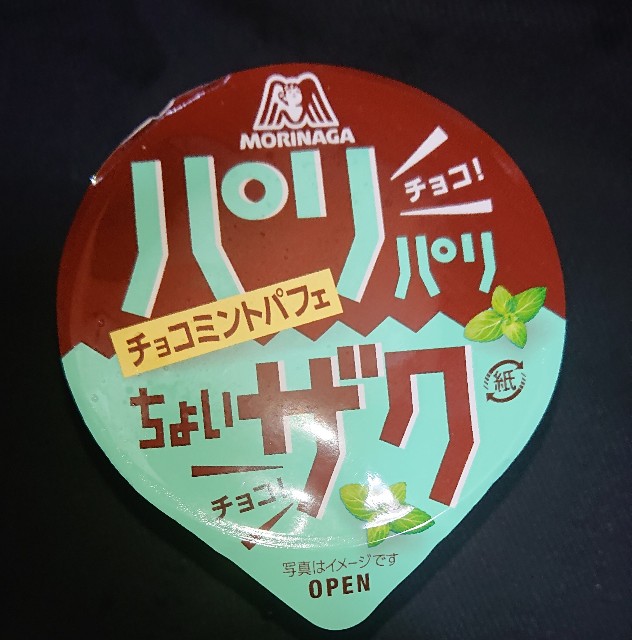 MORINAGA
パリ
チョコ!
パリ
チョコミントパフェ
ちょいザク
チョコ!
紙
写真はイメージです
OPEN